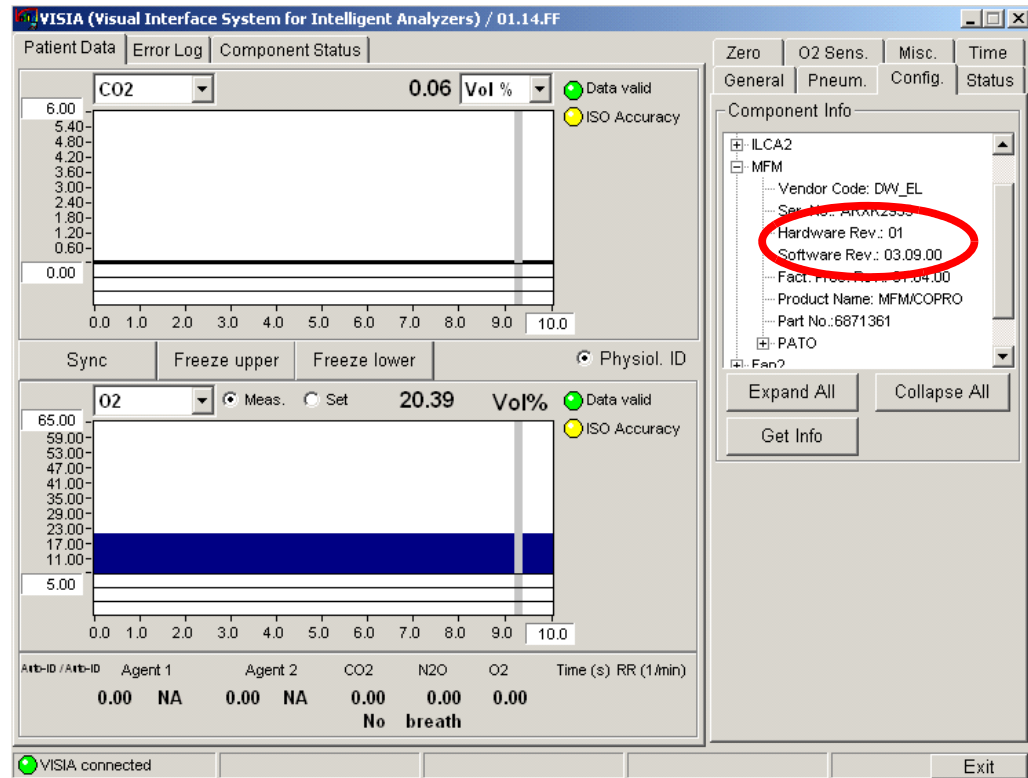 VISIA (Visual Interface System for Intelligent Analyzers) / 01.14.FF
Patient Data Error Log Component Status
CO2 0.06 Vol % Data valid
ISO Accuracy
6.00
5.40
4.80
4.20
3.60
3.00
2.40
1.80
1.20
0.60
0.00
0.0 1.0 2.0 3.0 4.0 5.0 6.0 7.0 8.0 9.0 10.0
Sync Freeze upper Freeze lower Physiol. ID
O2 Meas. Set 20.39 Vol% Data valid
ISO Accuracy
65.00
59.00
53.00
47.00
41.00
35.00
29.00
23.00
17.00
11.00
5.00
0.0 1.0 2.0 3.0 4.0 5.0 6.0 7.0 8.0 9.0 10.0
Agent 1 Agent 2 CO2 N2O O2 Time (s) RR (1/min)
0.00 NA 0.00 NA 0.00 0.00 0.00
No breath
Zero O2 Sens. Misc. Time
General Pneum. Config. Status
Component Info
ILCA2
MFM
Vendor Code: DW_EL
Ser. No.:
Hardware Rev.: 01
Software Rev.: 03.09.00
Fact. Proc. Rev.: 01.04.00
Product Name: MFM/COPRO
Part No.:6871361
PATO
Fan2
Expand All Collapse All
Get Info
VISIA connected Exit